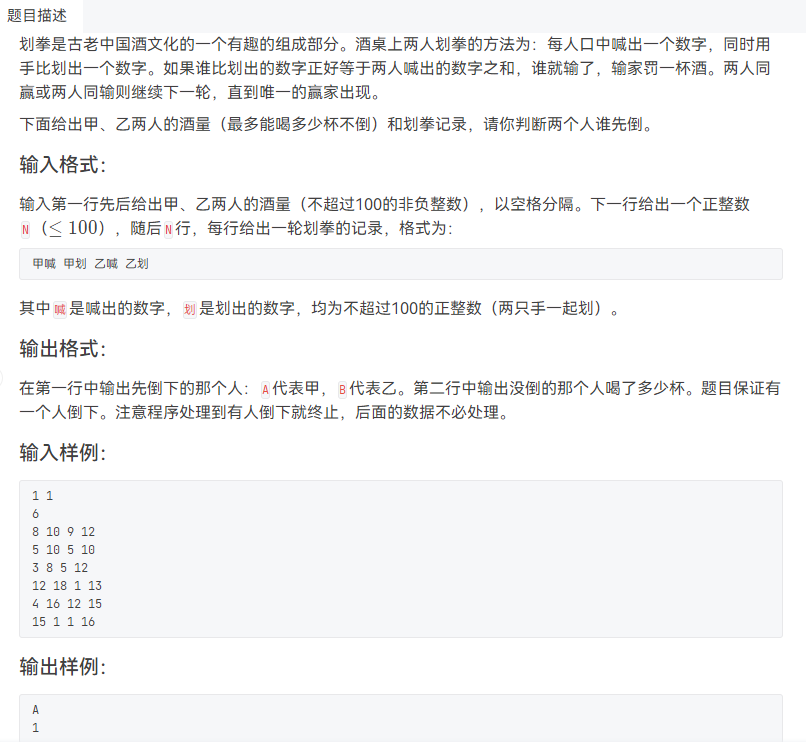 题目描述
划拳是古老中国酒文化的一个有趣的组成部分。酒桌上两人划拳的方法为：每人口中喊出一个数字，同时用
手比划出一个数字。如果谁比划出的数字正好等于两人喊出的数字之和，谁就输了，输家罚一杯酒。两人同
赢或两人同输则继续下一轮，直到唯一的赢家出现。
下面给出甲、乙两人的酒量（最多能喝多少杯不倒）和划拳记录，请你判断两个人谁先倒。
输入格式：
输入第一行先后给出甲、乙两人的酒量（不超过100的非负整数），以空格分隔。下一行给出一个正整数
N（≤ 100），随后N行，每行给出一轮划拳的记录，格式为：
甲喊 甲划 乙喊 乙划
其中喊是喊出的数字，划是划出的数字，均为不超过100的正整数（两只手一起划）。
输出格式：
在第一行中输出先倒下的那个人：A代表甲，B代表乙。第二行中输出没倒的那个人喝了多少杯。题目保证有
一个人倒下。注意程序处理到有人倒下就终止，后面的数据不必处理。
输入样例：
1 1
6
8 10 9 12
5 10 5 10
3 8 5 12
12 18 1 13
4 16 12 15
15 1 1 16
输出样例：
A
1